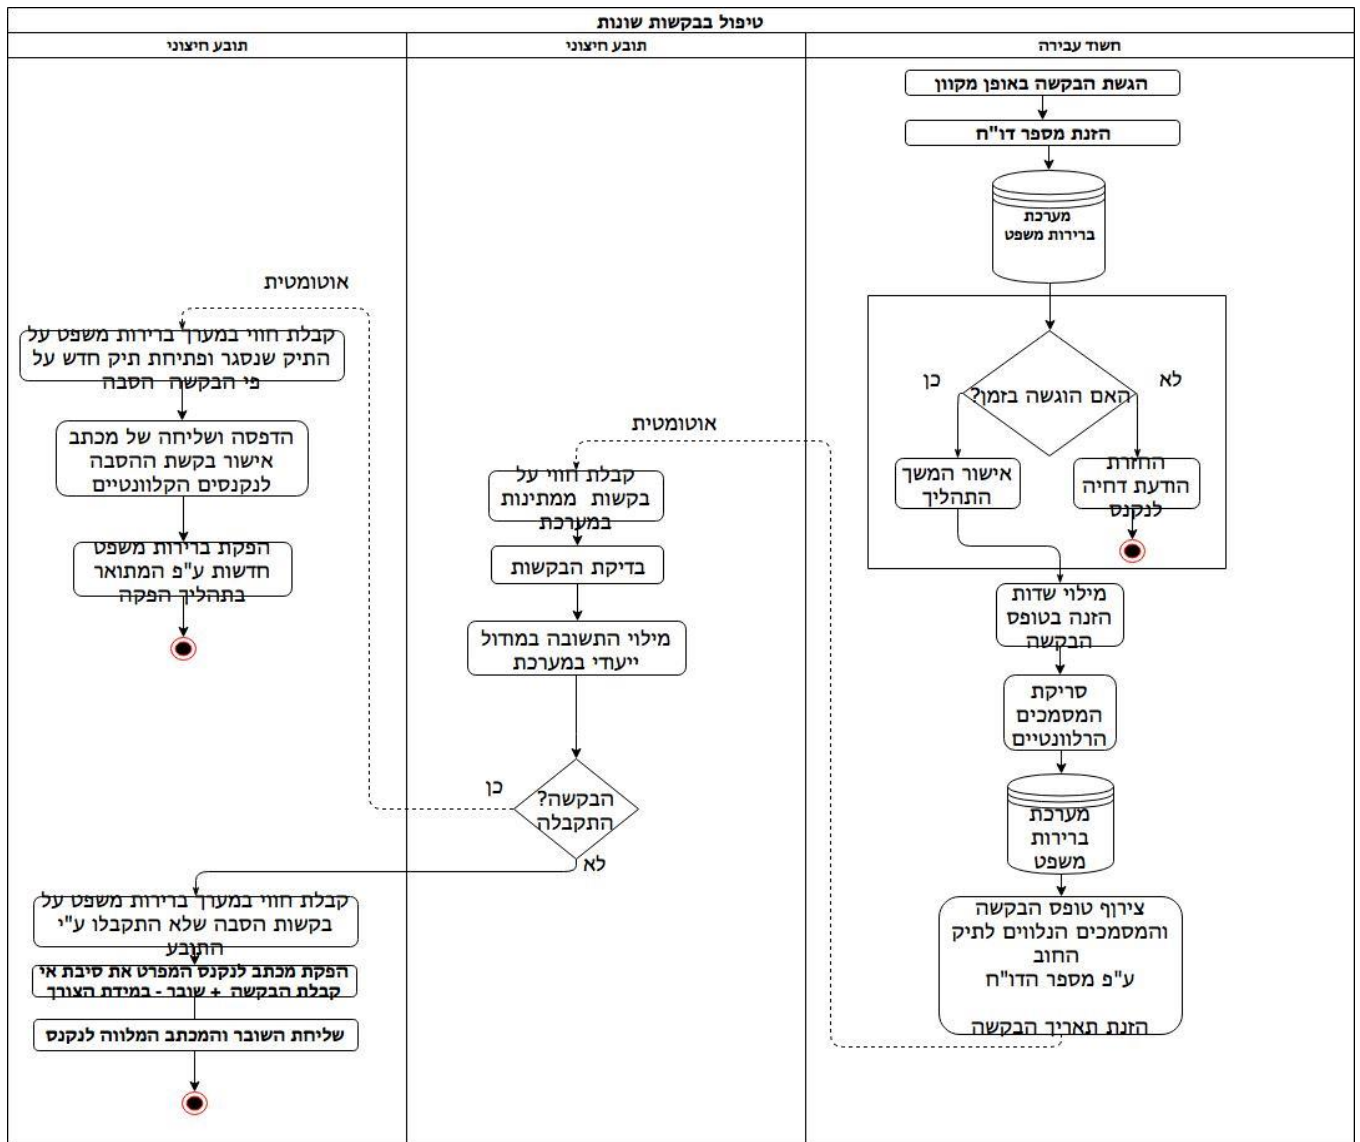 טיפול בבקשות שונות
חשוד עבירה
תובע חיצוני
תובע חיצוני
הגשת הבקשה באופן מקוון
הזנת מספר דו"ח
מערכת
ברירות משפט
האם הוגשה בזמן?
לא
כן
החזרת
הודעת דחיה
לנקנס
אישור המשך
התהליך
מילוי שדות
הזנה בטופס
הבקשה
סריקת
המסמכים
הרלוונטיים
מערכת
ברירות
משפט
צירוף טופס הבקשה
והמסמכים הנלווים לתיק
החוב
ע"פ מספר הדו"ח
הזנת תאריך הבקשה
אוטומטית
קבלת חווי על
בקשות ממתינות
במערכת
בדיקת הבקשות
מילוי התשובה במודול
ייעודי במערכת
הבקשה?
התקבלה
כן
לא
אוטומטית
קבלת חווי במערך ברירות משפט על
התיק שנסגר ופתיחת תיק חדש על
פי הבקשה הסבה
הדפסה ושליחה של מכתב
אישור בקשת ההסבה
לנקנסים הקלוונטיים
הפקת ברירות משפט
חדשות ע"פ המתואר
בתהליך הפקה
קבלת חווי במערך ברירות משפט על
בקשות הסבה שלא התקבלו ע"י
התובע
הפקת מכתב לנקנס המפרט את סיבת אי
קבלת הבקשה + שובר - במידת הצורך
שליחת השובר והמכתב המלווה לנקנס